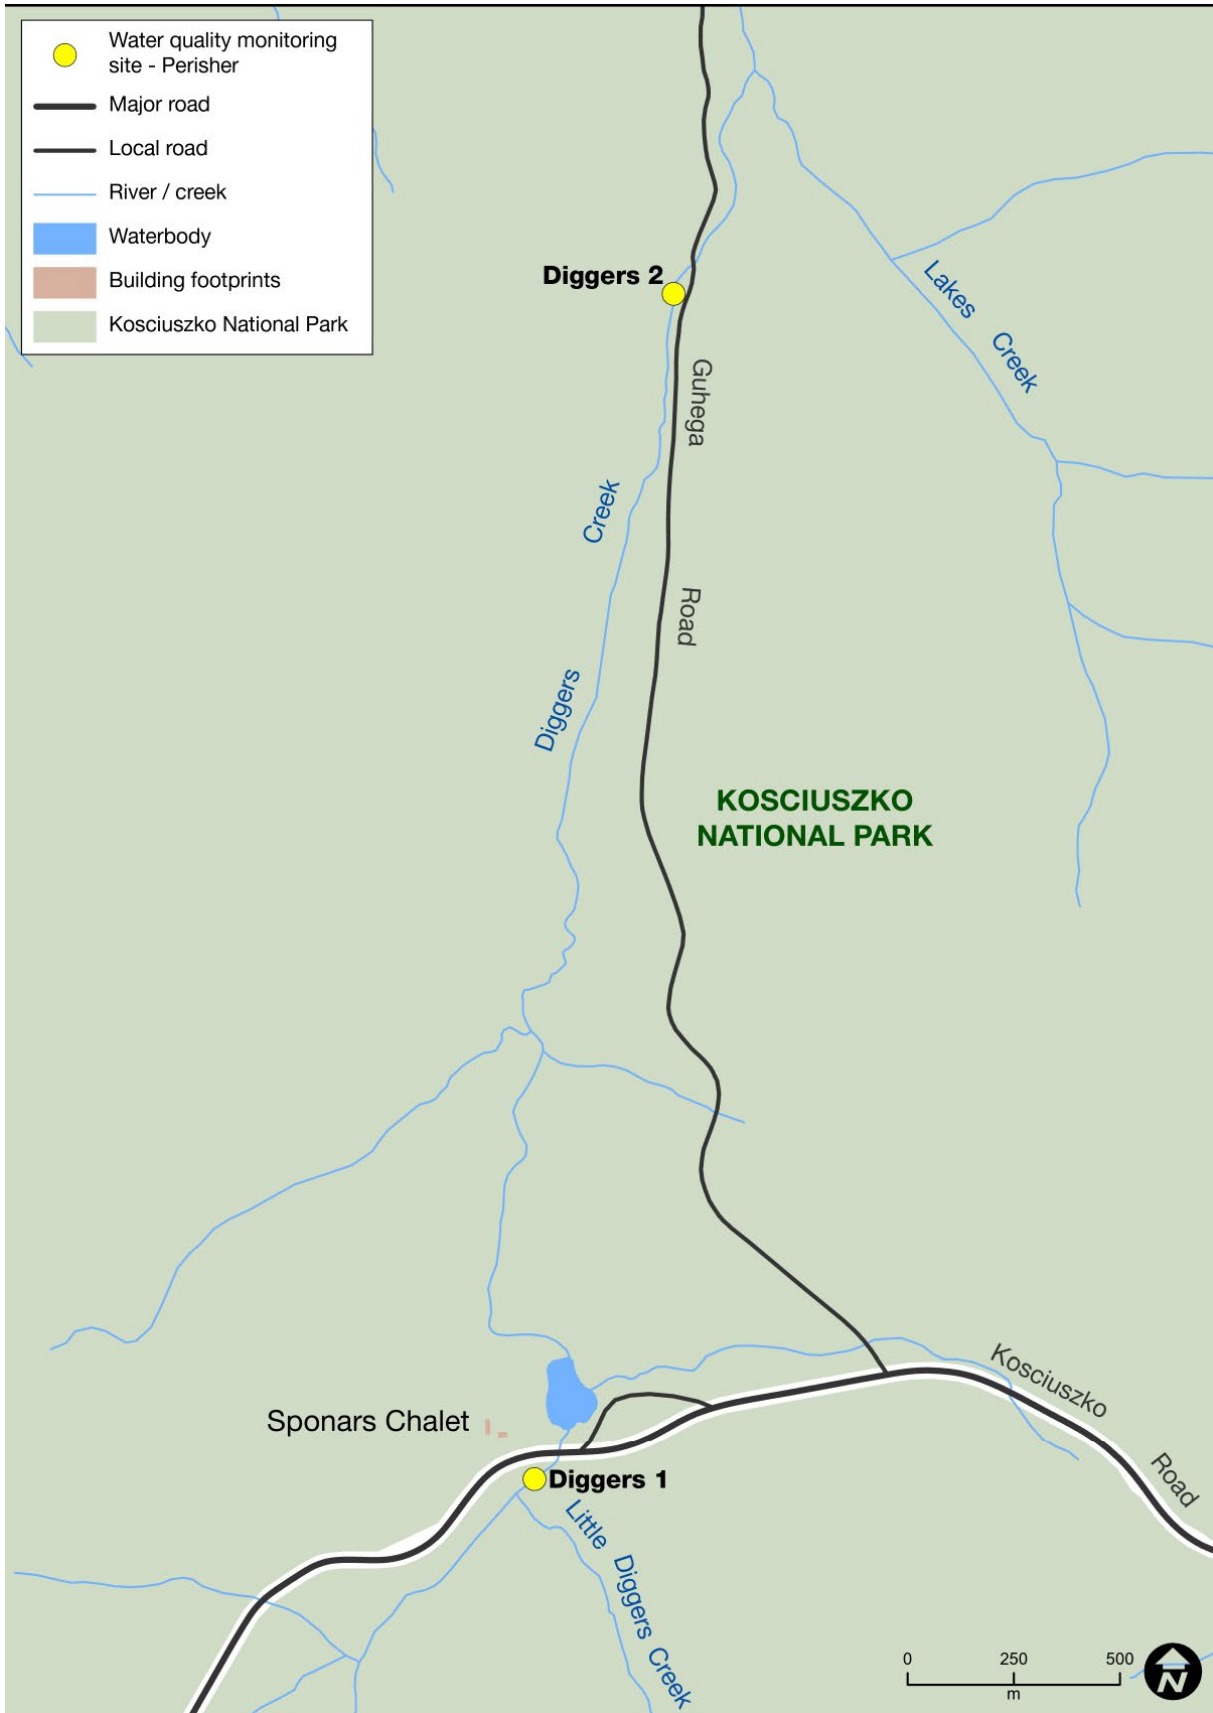 Water quality monitoring
site - Perisher
Major road
Local road
River / creek
Waterbody
Building footprints
Kosciuszko National Park
Diggers 2
Lakes Creek
Guhega Road
Diggers Creek
KOSCIUSZKO
NATIONAL PARK
Kosciuszko Road
Sponars Chalet
Diggers 1
Little Diggers Creek
0 250 500
m
N